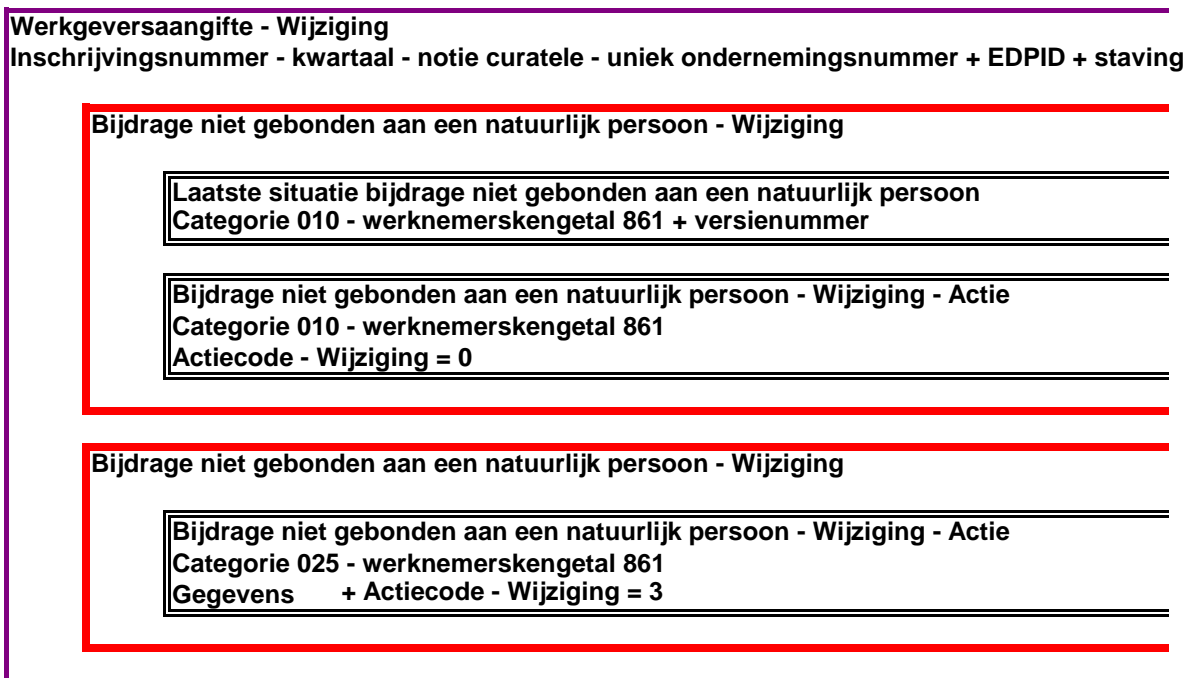 Werkgeversaangifte - Wijziging
Inschrijvingsnummer - kwartaal - notie curatele - uniek ondernemingsnummer + EDPID + staving
Bijdrage niet gebonden aan een natuurlijk persoon - Wijziging
Laatste situatie bijdrage niet gebonden aan een natuurlijk persoon
Categorie 010 - werknemerskengetal 861 + versienummer
Bijdrage niet gebonden aan een natuurlijk persoon - Wijziging - Actie
Categorie 010 - werknemerskengetal 861
Actiecode - Wijziging = 0
Bijdrage niet gebonden aan een natuurlijk persoon - Wijziging
Bijdrage niet gebonden aan een natuurlijk persoon - Wijziging - Actie
Categorie 025 - werknemerskengetal 861
Gegevens + Actiecode - Wijziging = 3